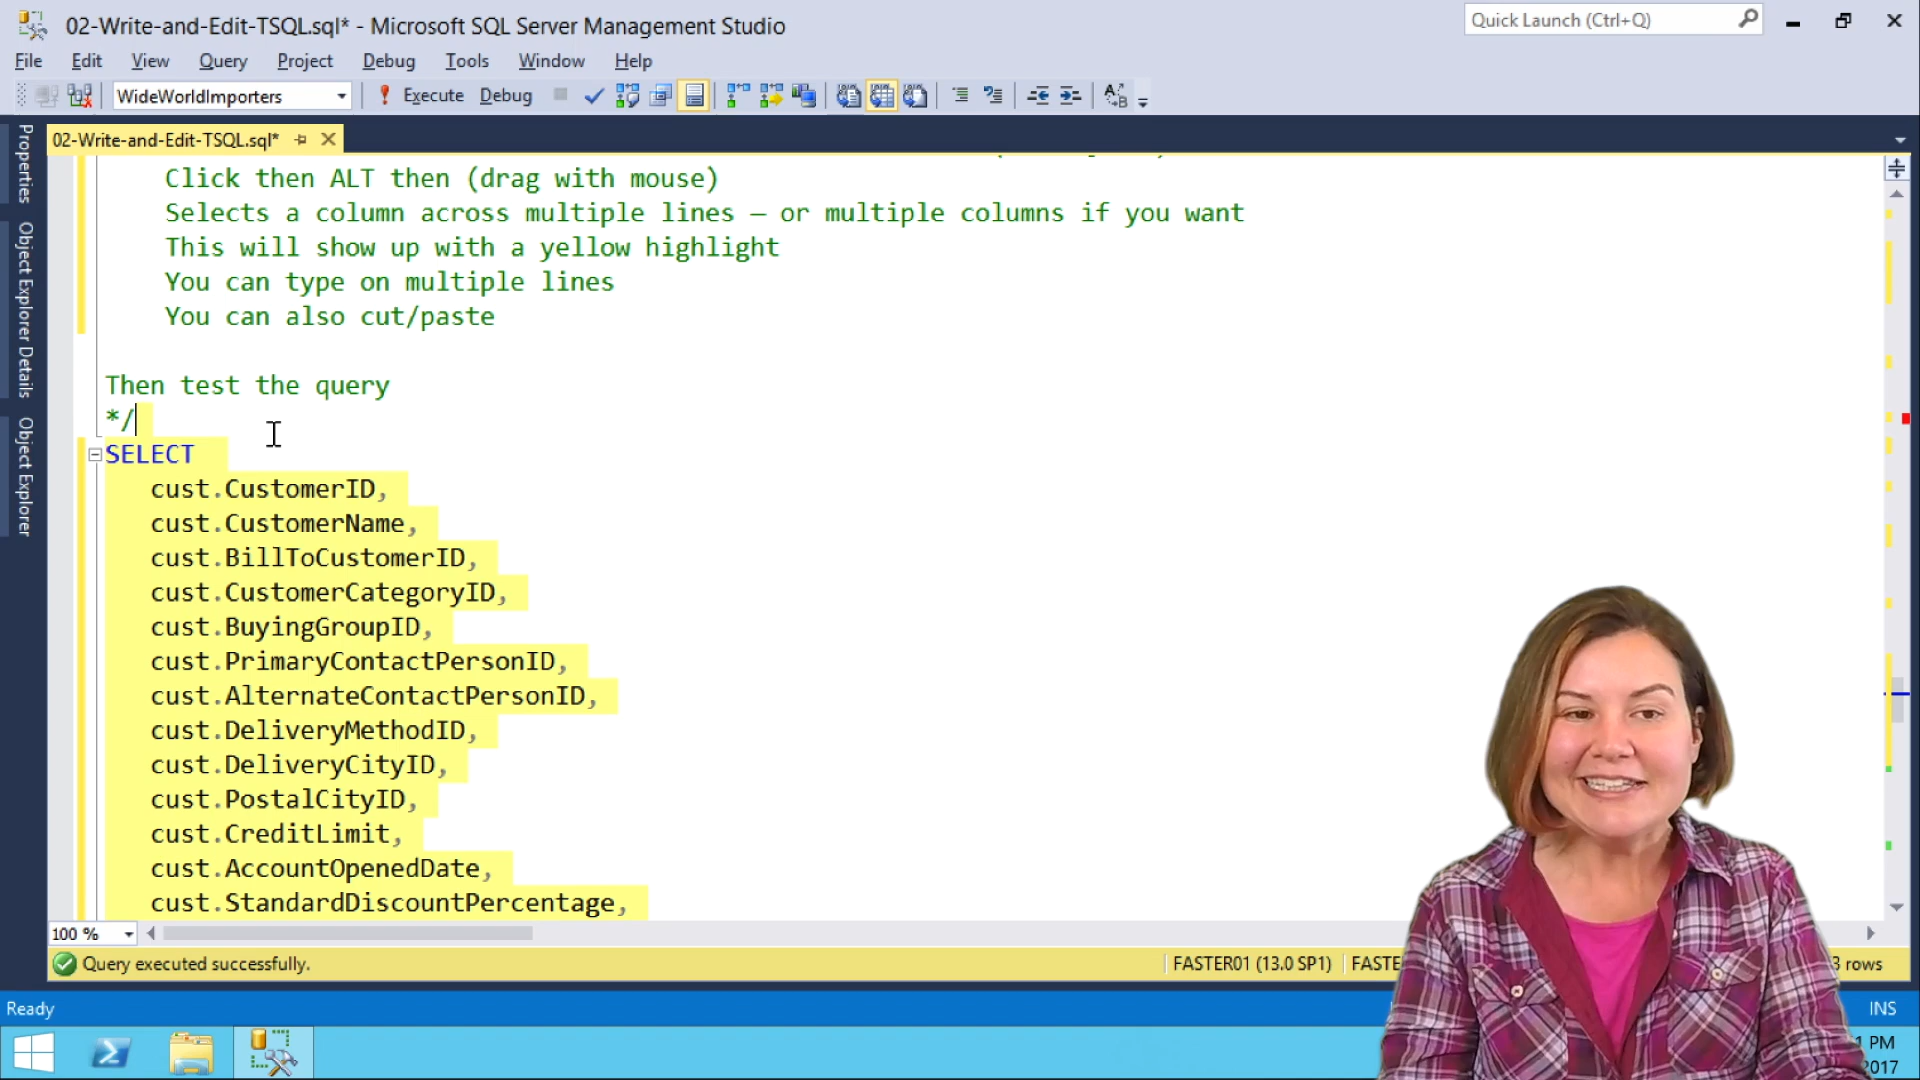 02-Write-and-Edit-TSQL.sql* - Microsoft SQL Server Management Studio
Quick Launch (Ctrl+Q)
File Edit View Query Project Debug Tools Window Help
WideWorldImporters Execute Debug
02-Write-and-Edit-TSQL.sql*
Properties
Object Explorer Details
Object Explorer
Click then ALT then (drag with mouse)
Selects a column across multiple lines – or multiple columns if you want
This will show up with a yellow highlight
You can type on multiple lines
You can also cut/paste
Then test the query
*/
SELECT
cust.CustomerID,
cust.CustomerName,
cust.BillToCustomerID,
cust.CustomerCategoryID,
cust.BuyingGroupID,
cust.PrimaryContactPersonID,
cust.AlternateContactPersonID,
cust.DeliveryMethodID,
cust.DeliveryCityID,
cust.PostalCityID,
cust.CreditLimit,
cust.AccountOpenedDate,
cust.StandardDiscountPercentage,
100 %
Query executed successfully. FASTER01 (13.0 SP1) FASTE 3 rows
Ready INS
1 PM
2017